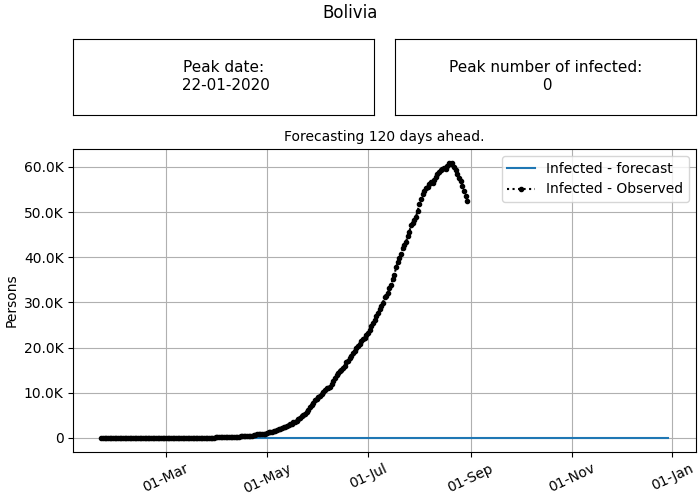 Bolivia
Peak date:
22-01-2020
Peak number of infected:
0
Forecasting 120 days ahead.
Infected - forecast
Infected - Observed
Persons
60.0K
50.0K
40.0K
30.0K
20.0K
10.0K
0
01-Mar
01-May
01-Jul
01-Sep
01-Nov
01-Jan